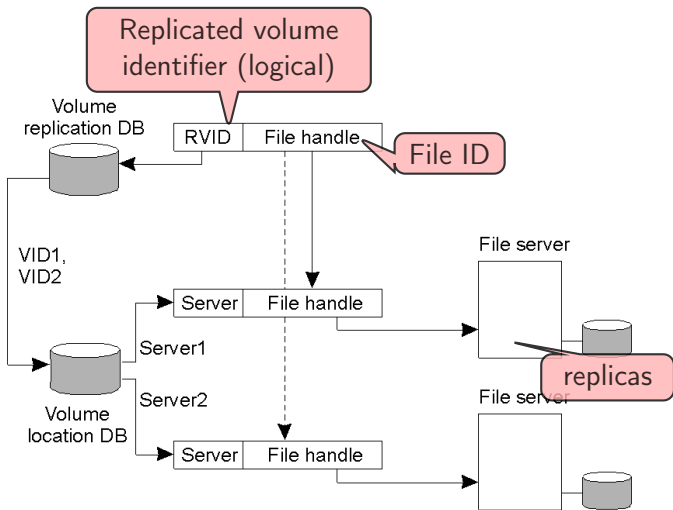 Replicated volume
identifier (logical)
Volume
replication DB
RVID
File handle
File ID
VID1,
VID2
File server
Server
File handle
Server1
replicas
Server2
File server
Volume
location DB
Server
File handle